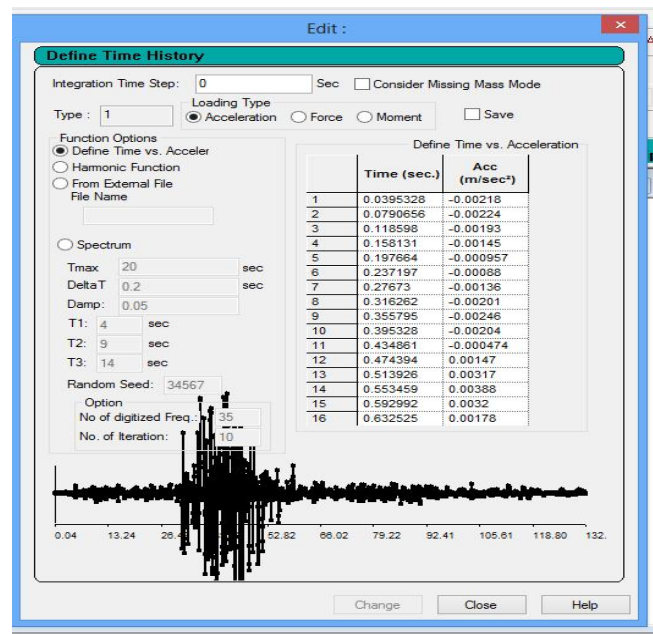 Edit :
Define Time History
Integration Time Step: 0 Sec Consider Missing Mass Mode
Loading Type
Type : 1 Acceleration Force Moment Save
Function Options
Define Time vs. Acceler
Harmonic Function
From External File
File Name
Spectrum
Tmax 20 sec
DeltaT 0.2 sec
Damp: 0.05
T1: 4 sec
T2: 9 sec
T3: 14 sec
Random Seed: 34567
Option
No of digitized Freq.: 35
No. of Iteration: 10
Define Time vs. Acceleration
Time (sec.) Acc (m/sec²)
1 0.0395328 -0.00218
2 0.0790656 -0.00224
3 0.118598 -0.00193
4 0.158131 -0.00145
5 0.197664 -0.000957
6 0.237197 -0.00088
7 0.27673 -0.00136
8 0.316262 -0.00201
9 0.355795 -0.00246
10 0.395328 -0.00204
11 0.434861 -0.000474
12 0.474394 0.00147
13 0.513926 0.00317
14 0.553459 0.00388
15 0.592992 0.0032
16 0.632525 0.00178
0.04 13.24 26.4 52.82 66.02 79.22 92.41 105.61 118.80 132.
Change Close Help